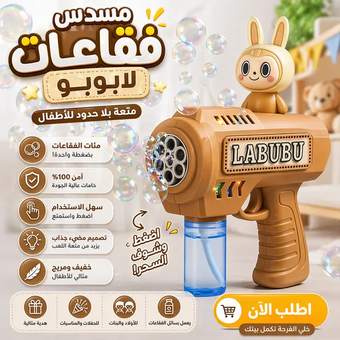 مسدس
فقاعات
لابوبو
متعة بلا حدود للأطفال
مئات الفقاعات
بضغطة واحدة!
آمن 100%
خامات عالية الجودة
سهل الاستخدام
اضغط واستمتع
تصميم مضيء جذاب
يزيد من متعة اللعب
خفيف ومريح
مثالي للأطفال
LABUBU
اضغط
وشوف
السحر!
هدية مثالية
للحفلات والمناسبات
للأولاد والبنات
يعمل بسائل الفقاعات
اطلب الآن
خلي الفرحة تكمل بيتك